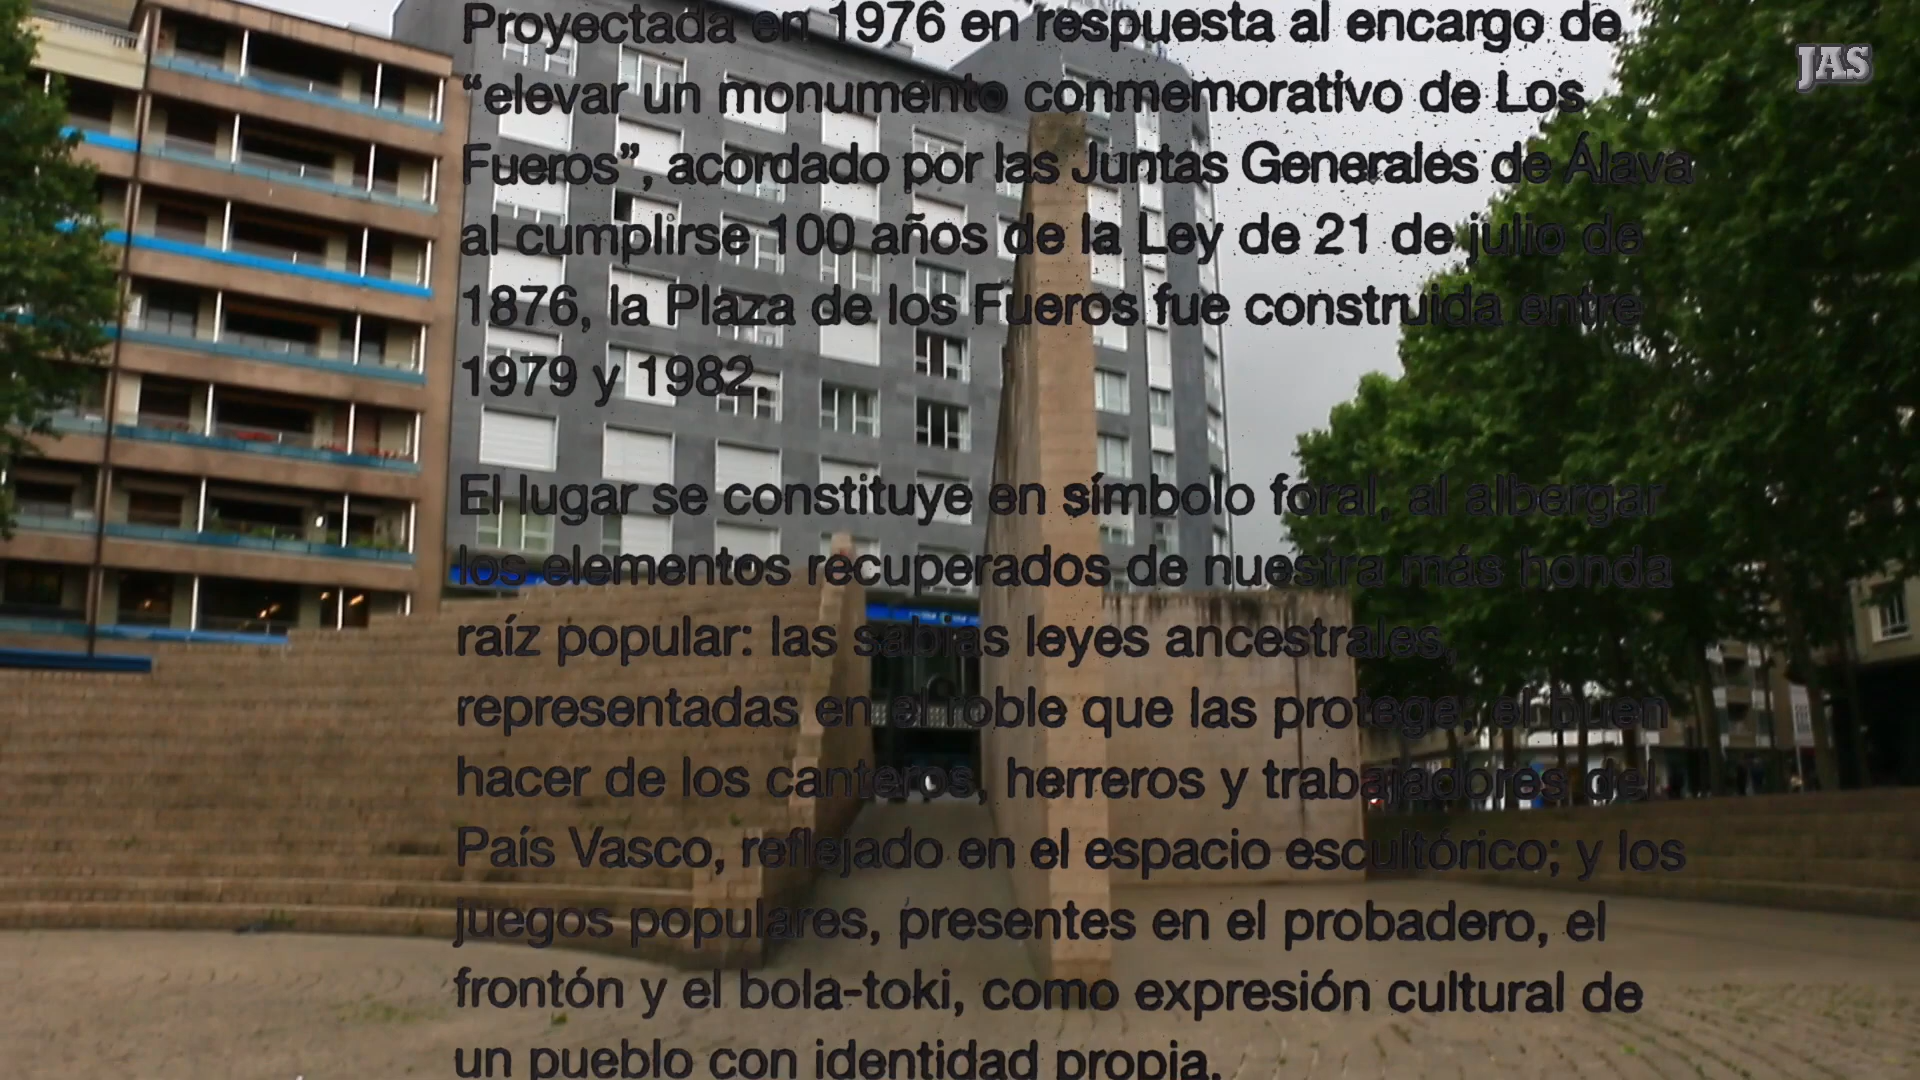 Proyectada en 1976 en respuesta al encargo de
“elevar un monumento conmemorativo de Los
Fueros”, acordado por las Juntas Generales de Álava
al cumplirse 100 años de la Ley de 21 de julio de
1876, la Plaza de los Fueros fue construida entre
1979 y 1982.
El lugar se constituye en símbolo foral, al albergar
los elementos recuperados de nuestra más honda
raíz popular: las sabias leyes ancestrales,
representadas en el roble que las protege, el buen
hacer de los canteros, herreros y trabajadores del
País Vasco, reflejado en el espacio escultórico; y los
juegos populares, presentes en el probadero, el
frontón y el bola-toki, como expresión cultural de
un pueblo con identidad propia.
JAS